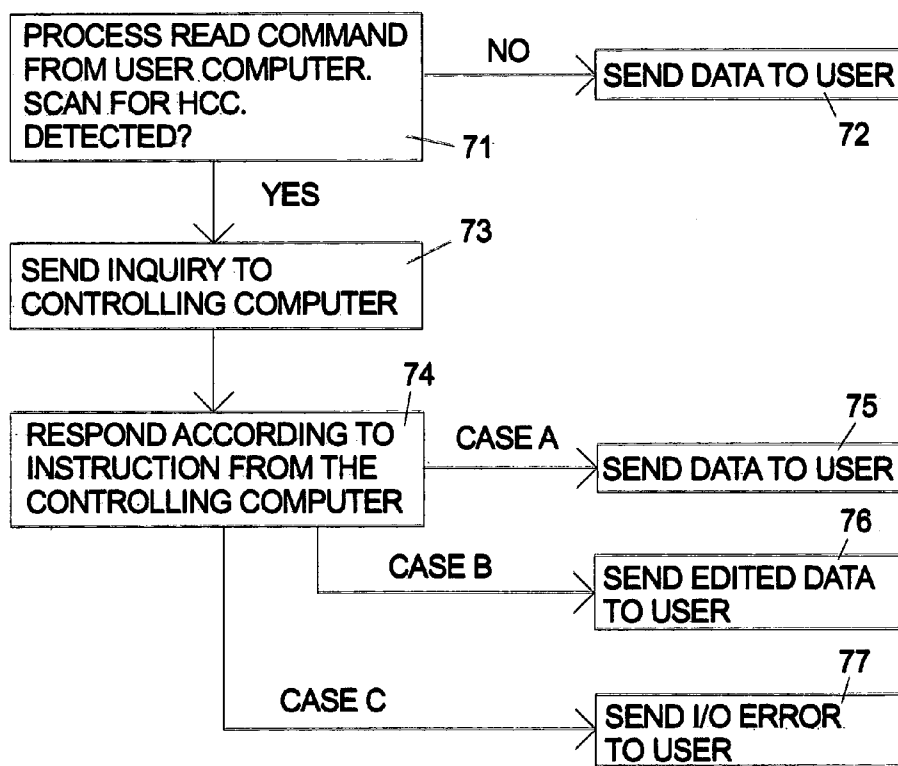 PROCESS READ COMMAND
FROM USER COMPUTER.
SCAN FOR HCC.
DETECTED?
71
NO
SEND DATA TO USER
72
YES
73
SEND INQUIRY TO
CONTROLLING COMPUTER
74
RESPOND ACCORDING TO
INSTRUCTION FROM THE
CONTROLLING COMPUTER
CASE A
75
SEND DATA TO USER
CASE B
76
SEND EDITED DATA
TO USER
CASE C
77
SEND I/O ERROR
TO USER